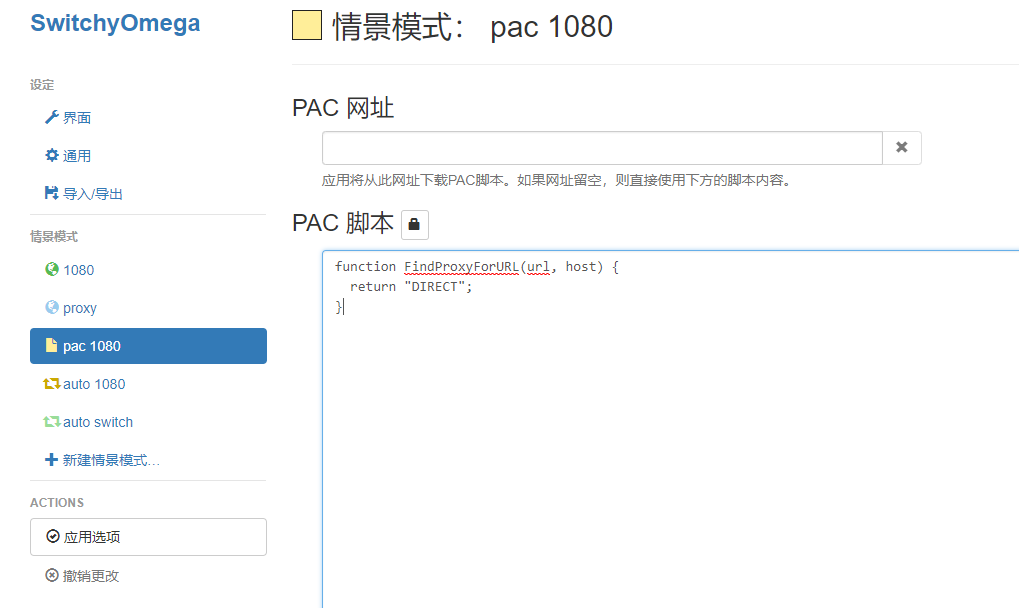 SwitchyOmega
设定
界面
通用
导入/导出
情景模式
1080
proxy
pac 1080
auto 1080
auto switch
新建情景模式…
ACTIONS
应用选项
撤销更改
情景模式： pac 1080
PAC 网址
应用将从此网址下载PAC脚本。如果网址留空，则直接使用下方的脚本内容。
PAC 脚本
function FindProxyForURL(url, host) {
  return "DIRECT";
}